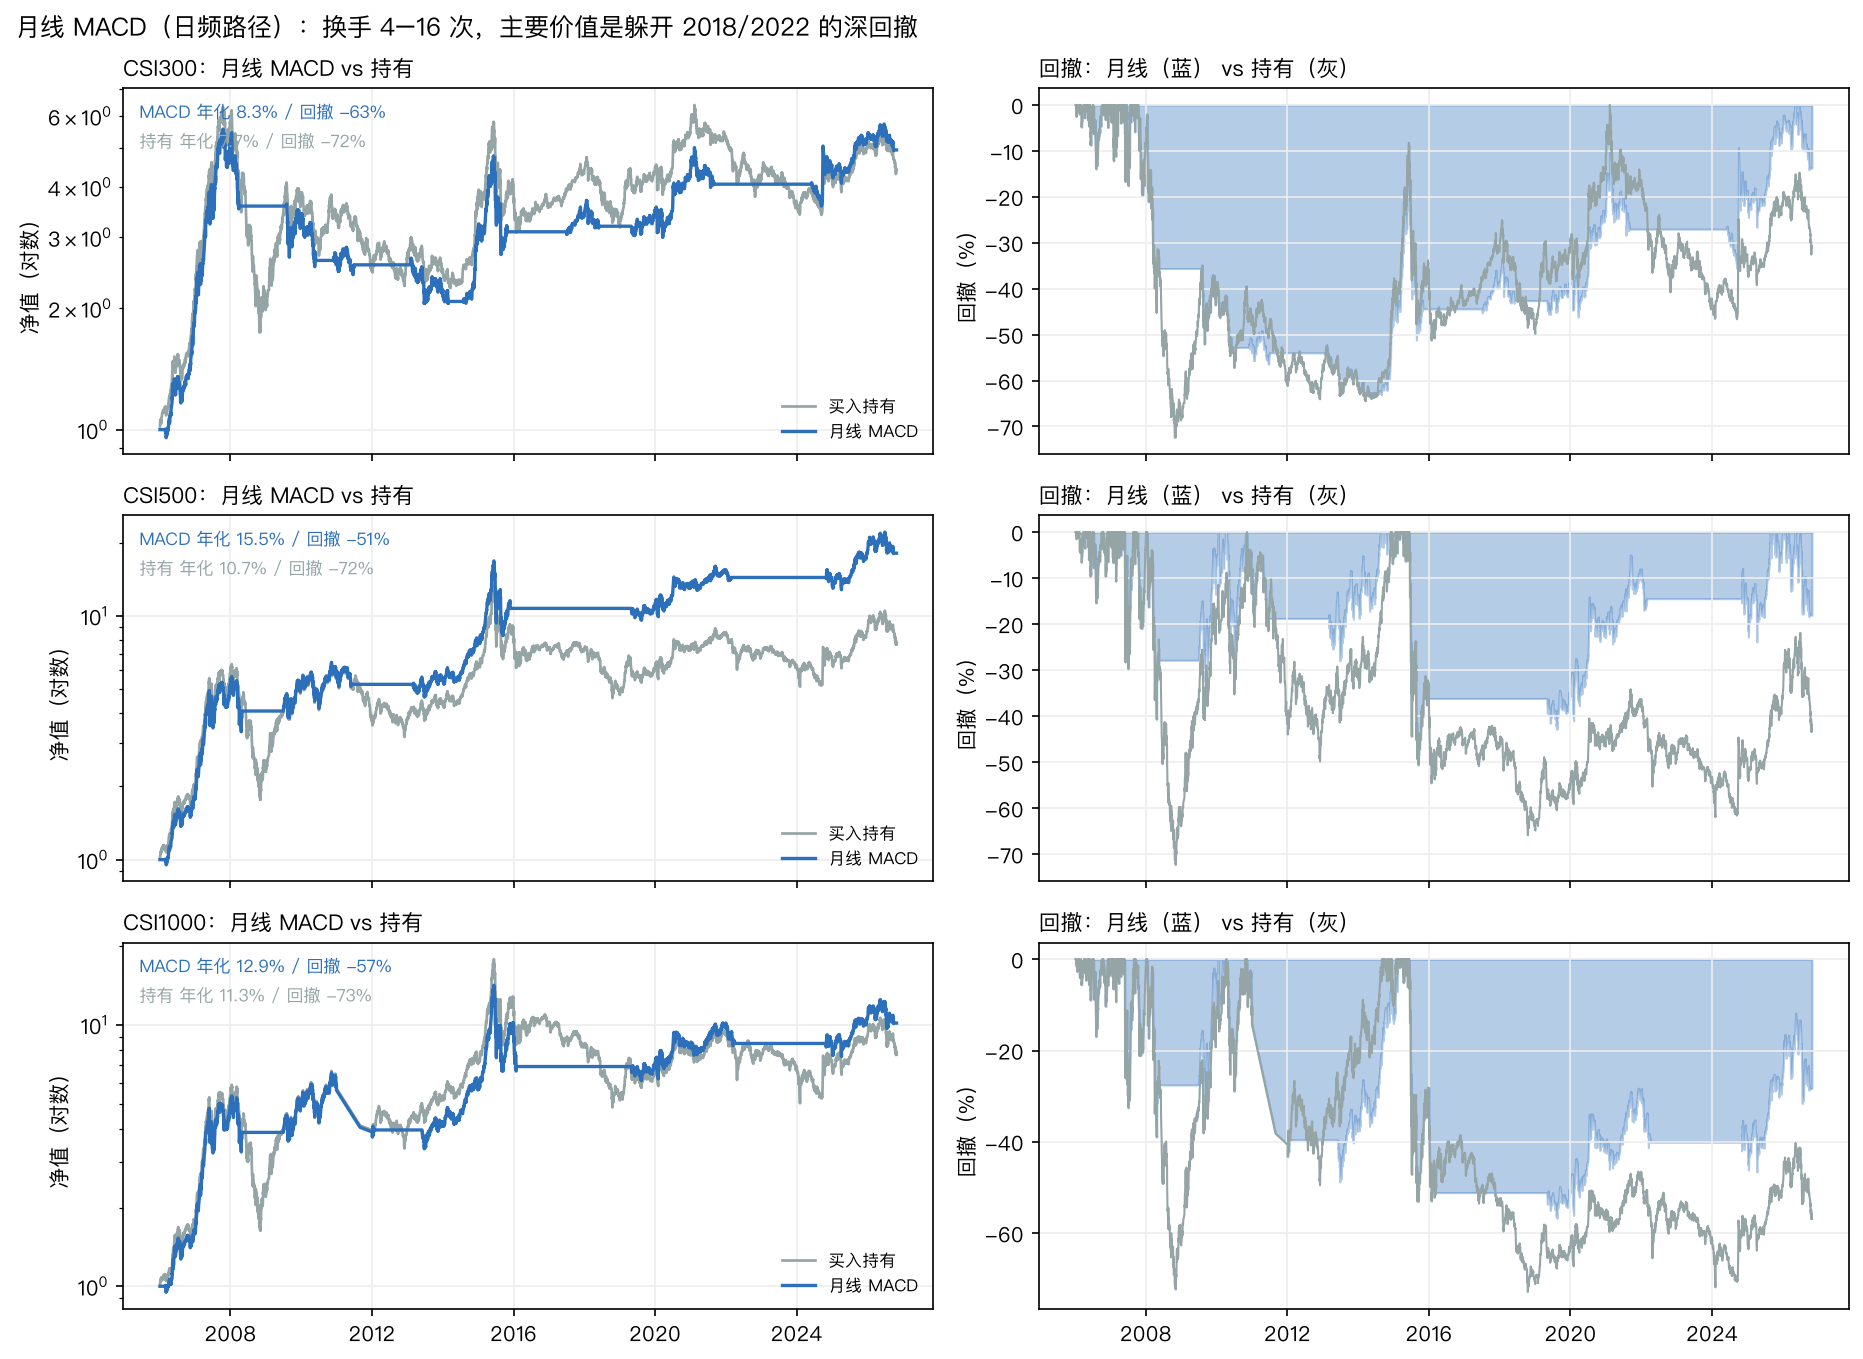 月线 MACD（日频路径）：换手 4—16 次，主要价值是躲开 2018/2022 的深回撤
CSI300：月线 MACD vs 持有
MACD 年化 8.3% / 回撤 −63%
持有 年化 7% / 回撤 −72%
净值（对数）
6 × 10⁰
4 × 10⁰
3 × 10⁰
2 × 10⁰
10⁰
买入持有
月线 MACD
回撤：月线（蓝） vs 持有（灰）
回撤（%）
0
−10
−20
−30
−40
−50
−60
−70
CSI500：月线 MACD vs 持有
MACD 年化 15.5% / 回撤 −51%
持有 年化 10.7% / 回撤 −72%
净值（对数）
10¹
10⁰
买入持有
月线 MACD
回撤：月线（蓝） vs 持有（灰）
回撤（%）
0
−10
−20
−30
−40
−50
−60
−70
CSI1000：月线 MACD vs 持有
MACD 年化 12.9% / 回撤 −57%
持有 年化 11.3% / 回撤 −73%
净值（对数）
10¹
10⁰
买入持有
月线 MACD
2008 2012 2016 2020 2024
回撤：月线（蓝） vs 持有（灰）
回撤（%）
0
−20
−40
−60
2008 2012 2016 2020 2024